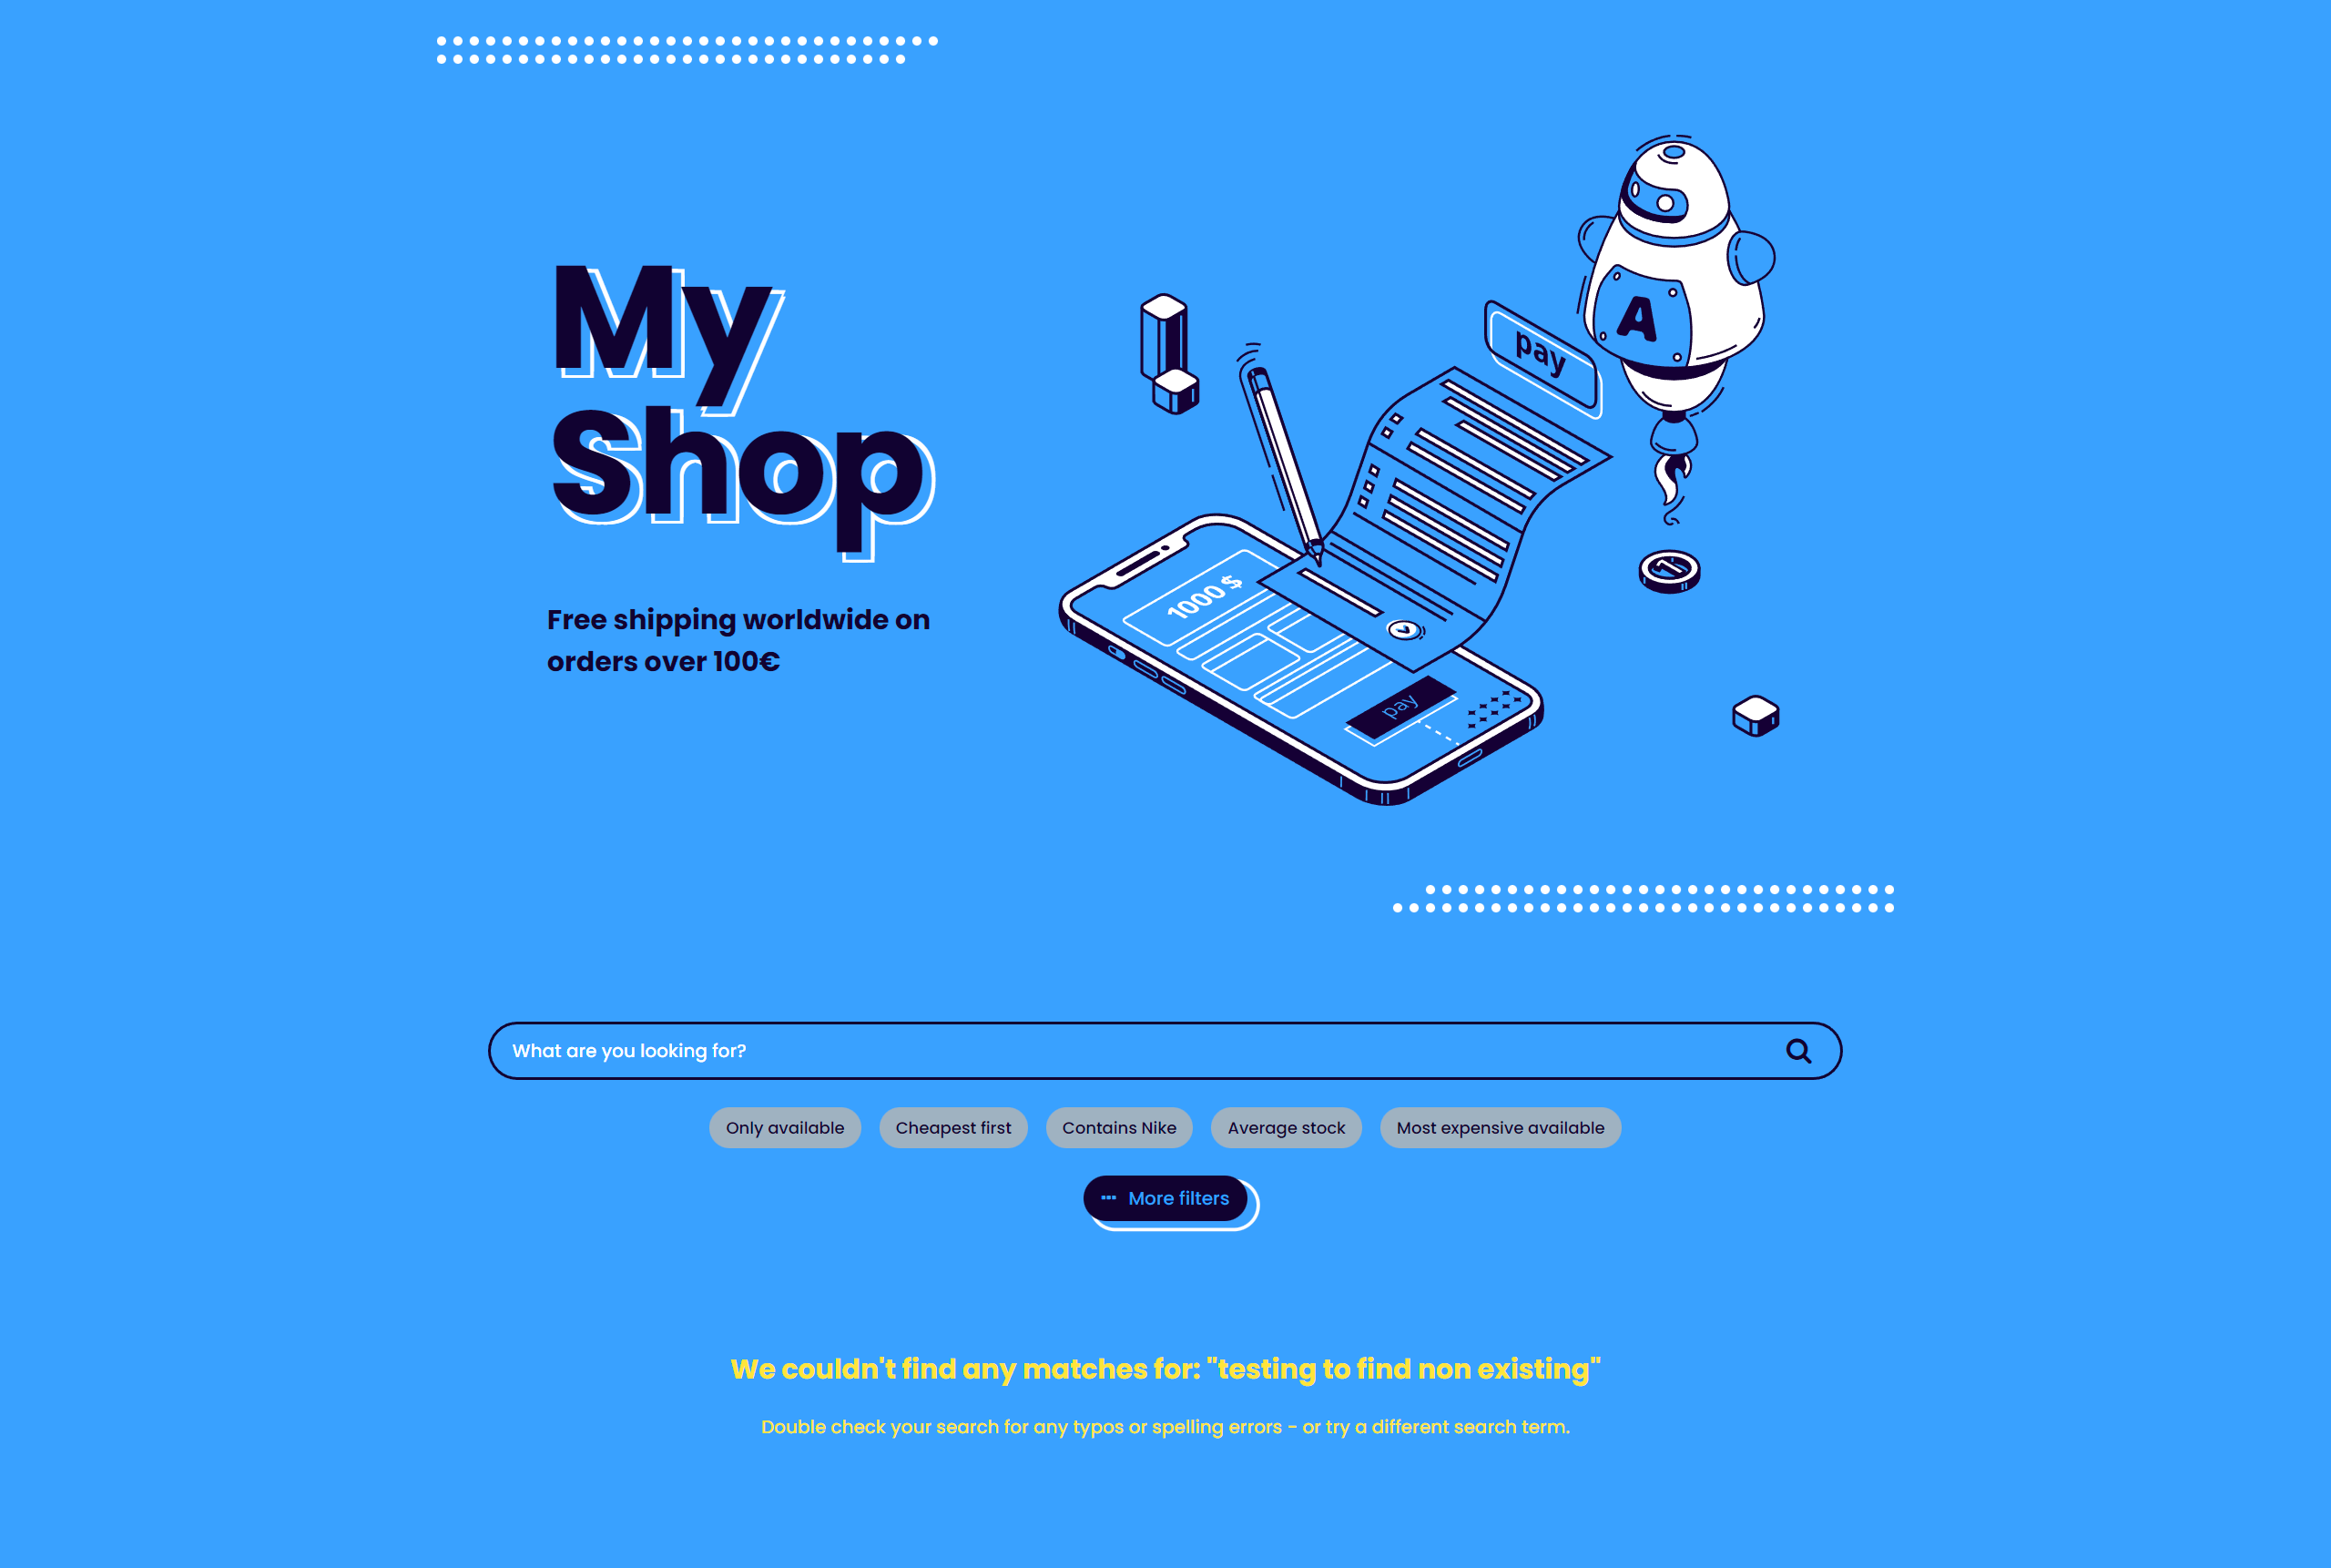 My
Shop
Free shipping worldwide on
orders over 100€
pay
A
1000 $
1
pay
What are you looking for?
Only available
Cheapest first
Contains Nike
Average stock
Most expensive available
More filters
We couldn't find any matches for: "testing to find non existing"
Double check your search for any typos or spelling errors - or try a different search term.